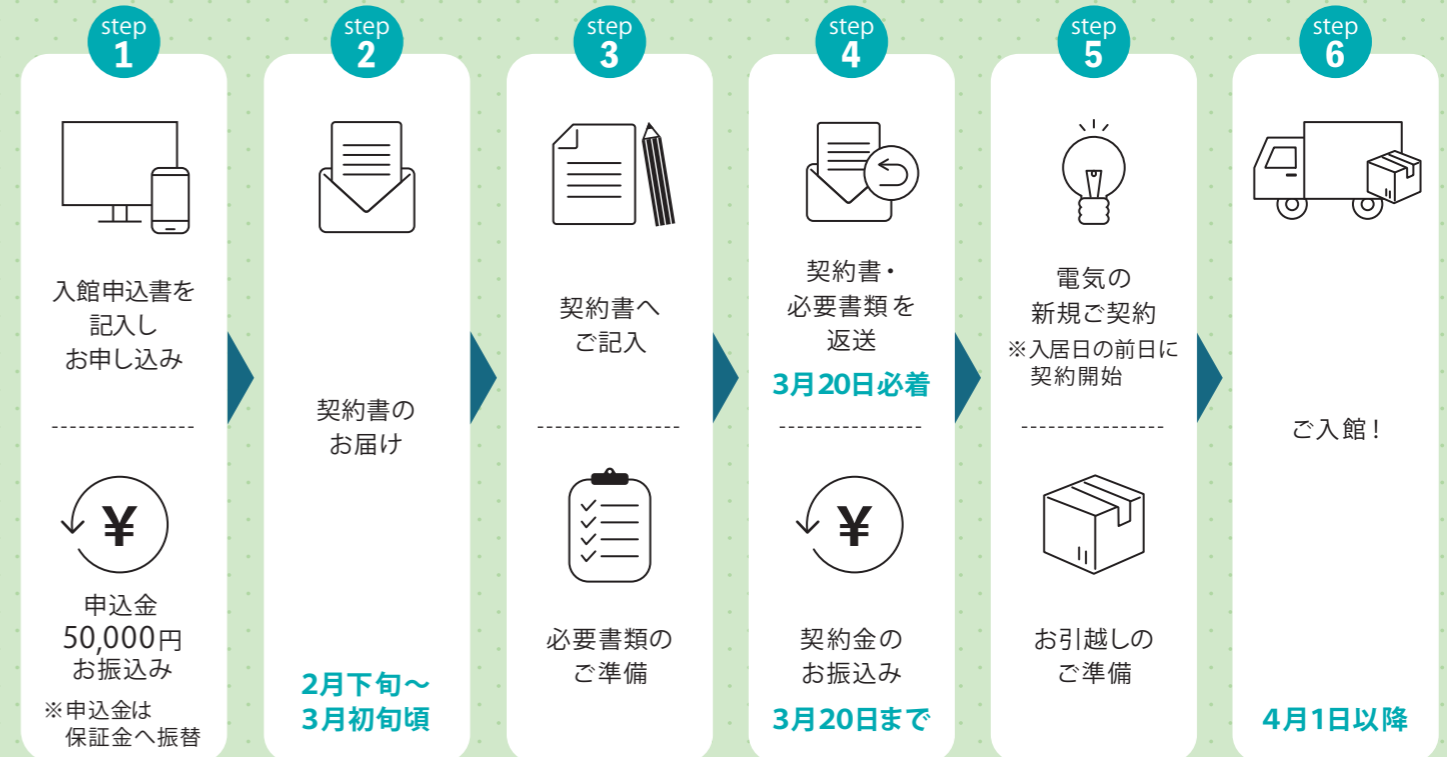 step
1
入館申込書を
記入し
お申し込み
¥
申込金
50,000円
お振込み
※申込金は
保証金へ振替
step
2
契約書の
お届け
2月下旬～
3月初旬頃
step
3
契約書へ
ご記入
必要書類の
ご準備
step
4
契約書・
必要書類を
返送
3月20日必着
¥
契約金の
お振込み
3月20日まで
step
5
電気の
新規ご契約
※入居日の前日に
契約開始
お引越しの
ご準備
step
6
ご入館！
4月1日以降